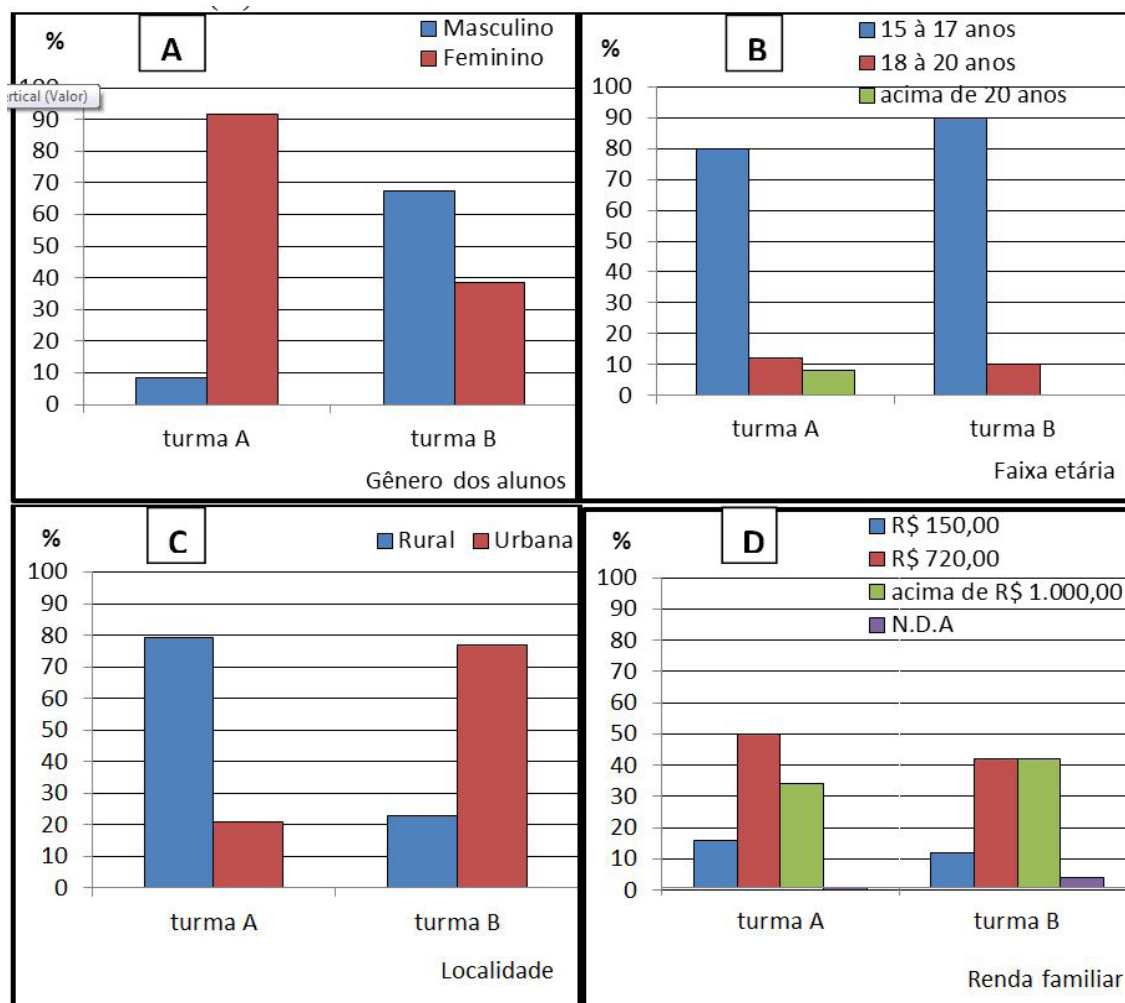 %
A
Masculino
Feminino
ertical (Valor)
90
80
70
60
50
40
30
20
10
0
turma A turma B
Gênero dos alunos
%
B
15 à 17 anos
18 à 20 anos
acima de 20 anos
100
90
80
70
60
50
40
30
20
10
0
turma A turma B
Faixa etária
%
C
Rural Urbana
100
90
80
70
60
50
40
30
20
10
0
turma A turma B
Localidade
%
D
R$ 150,00
R$ 720,00
acima de R$ 1.000,00
N.D.A
100
90
80
70
60
50
40
30
20
10
0
turma A turma B
Renda familiar